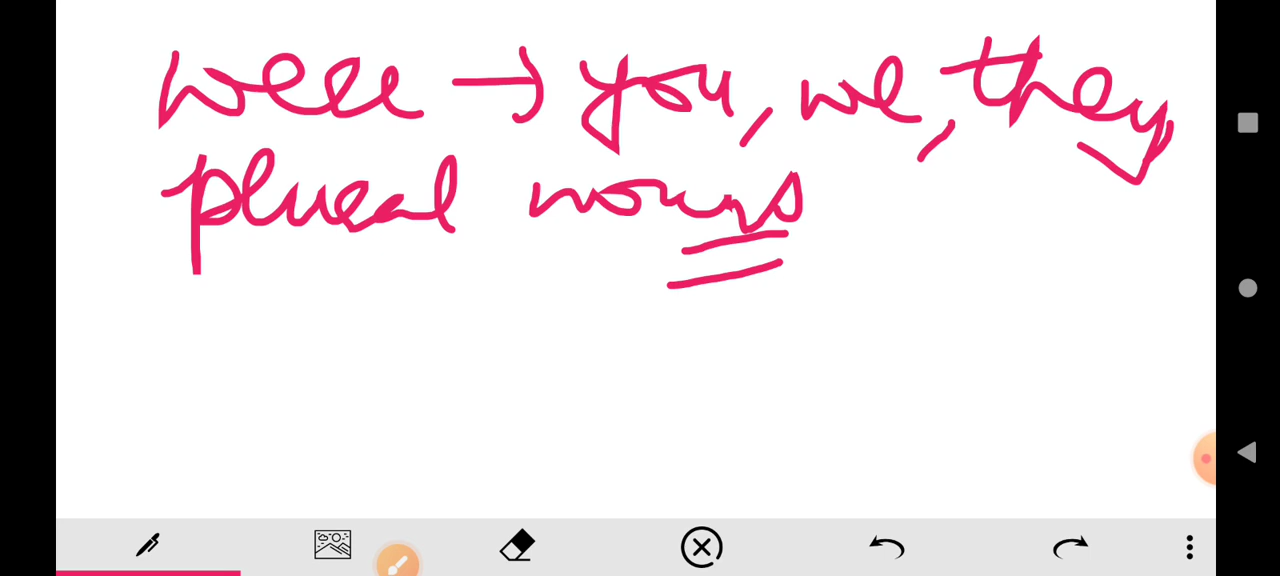 were → you, we, they,
plural nouns